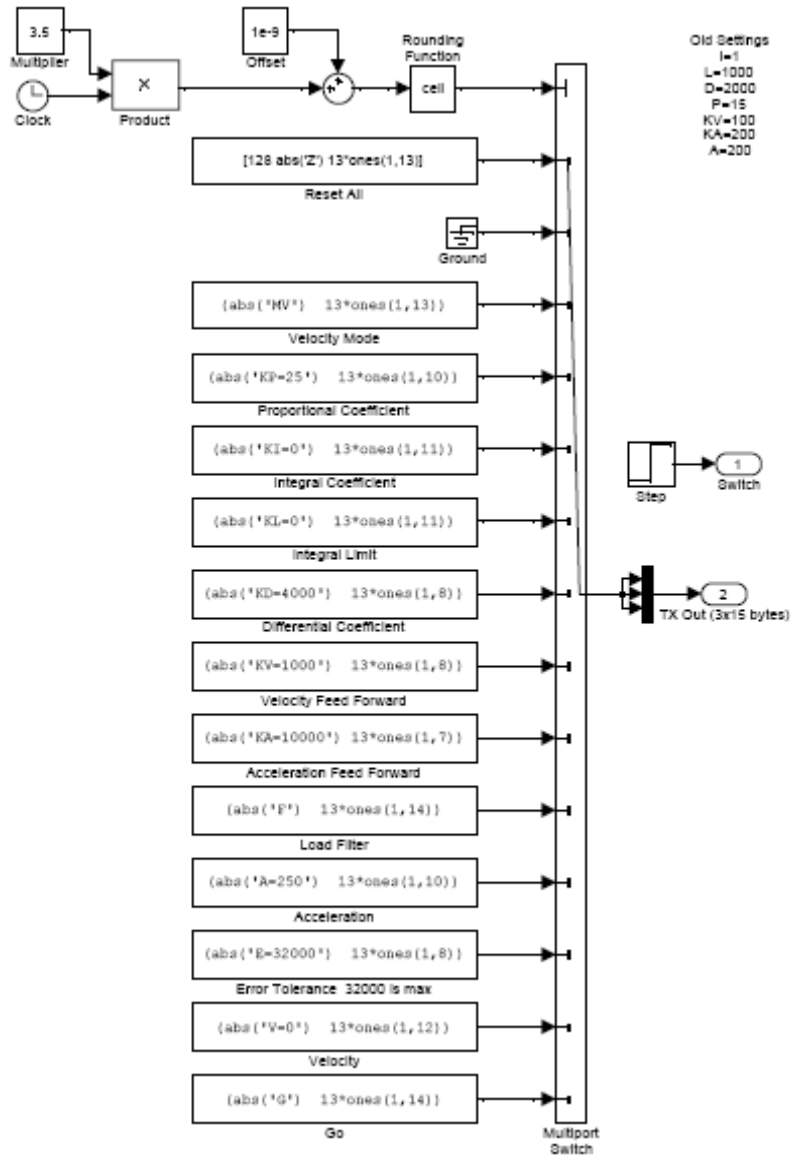 3.5
Multiplier
1e-9
Offset
Rounding
Function
ceil
Clock
X
Product
Old Settings
I=1
L=1000
D=2000
P=15
KV=100
KA=200
A=200
[128 abs('Z') 13*ones(1,13)]
Reset All
Ground
(abs("MV") 13*ones(1,13))
Velocity Mode
(abs("KP=25") 13*ones(1,10))
Proportional Coefficient
(abs("KI=0") 13*ones(1,11))
Integral Coefficient
(abs("KL=0") 13*ones(1,11))
Integral Limit
(abs("KD=4000") 13*ones(1,8))
Differential Coefficient
(abs("KV=1000") 13*ones(1,8))
Velocity Feed Forward
(abs("KA=10000") 13*ones(1,7))
Acceleration Feed Forward
(abs("F") 13*ones(1,14))
Load Filter
(abs("A=250") 13*ones(1,10))
Acceleration
(abs("E=32000") 13*ones(1,8))
Error Tolerance 32000 is max
(abs("V=0") 13*ones(1,12))
Velocity
(abs("G") 13*ones(1,14))
Go
Multiport
Switch
Step
1
Switch
2
TX Out (3x15 bytes)